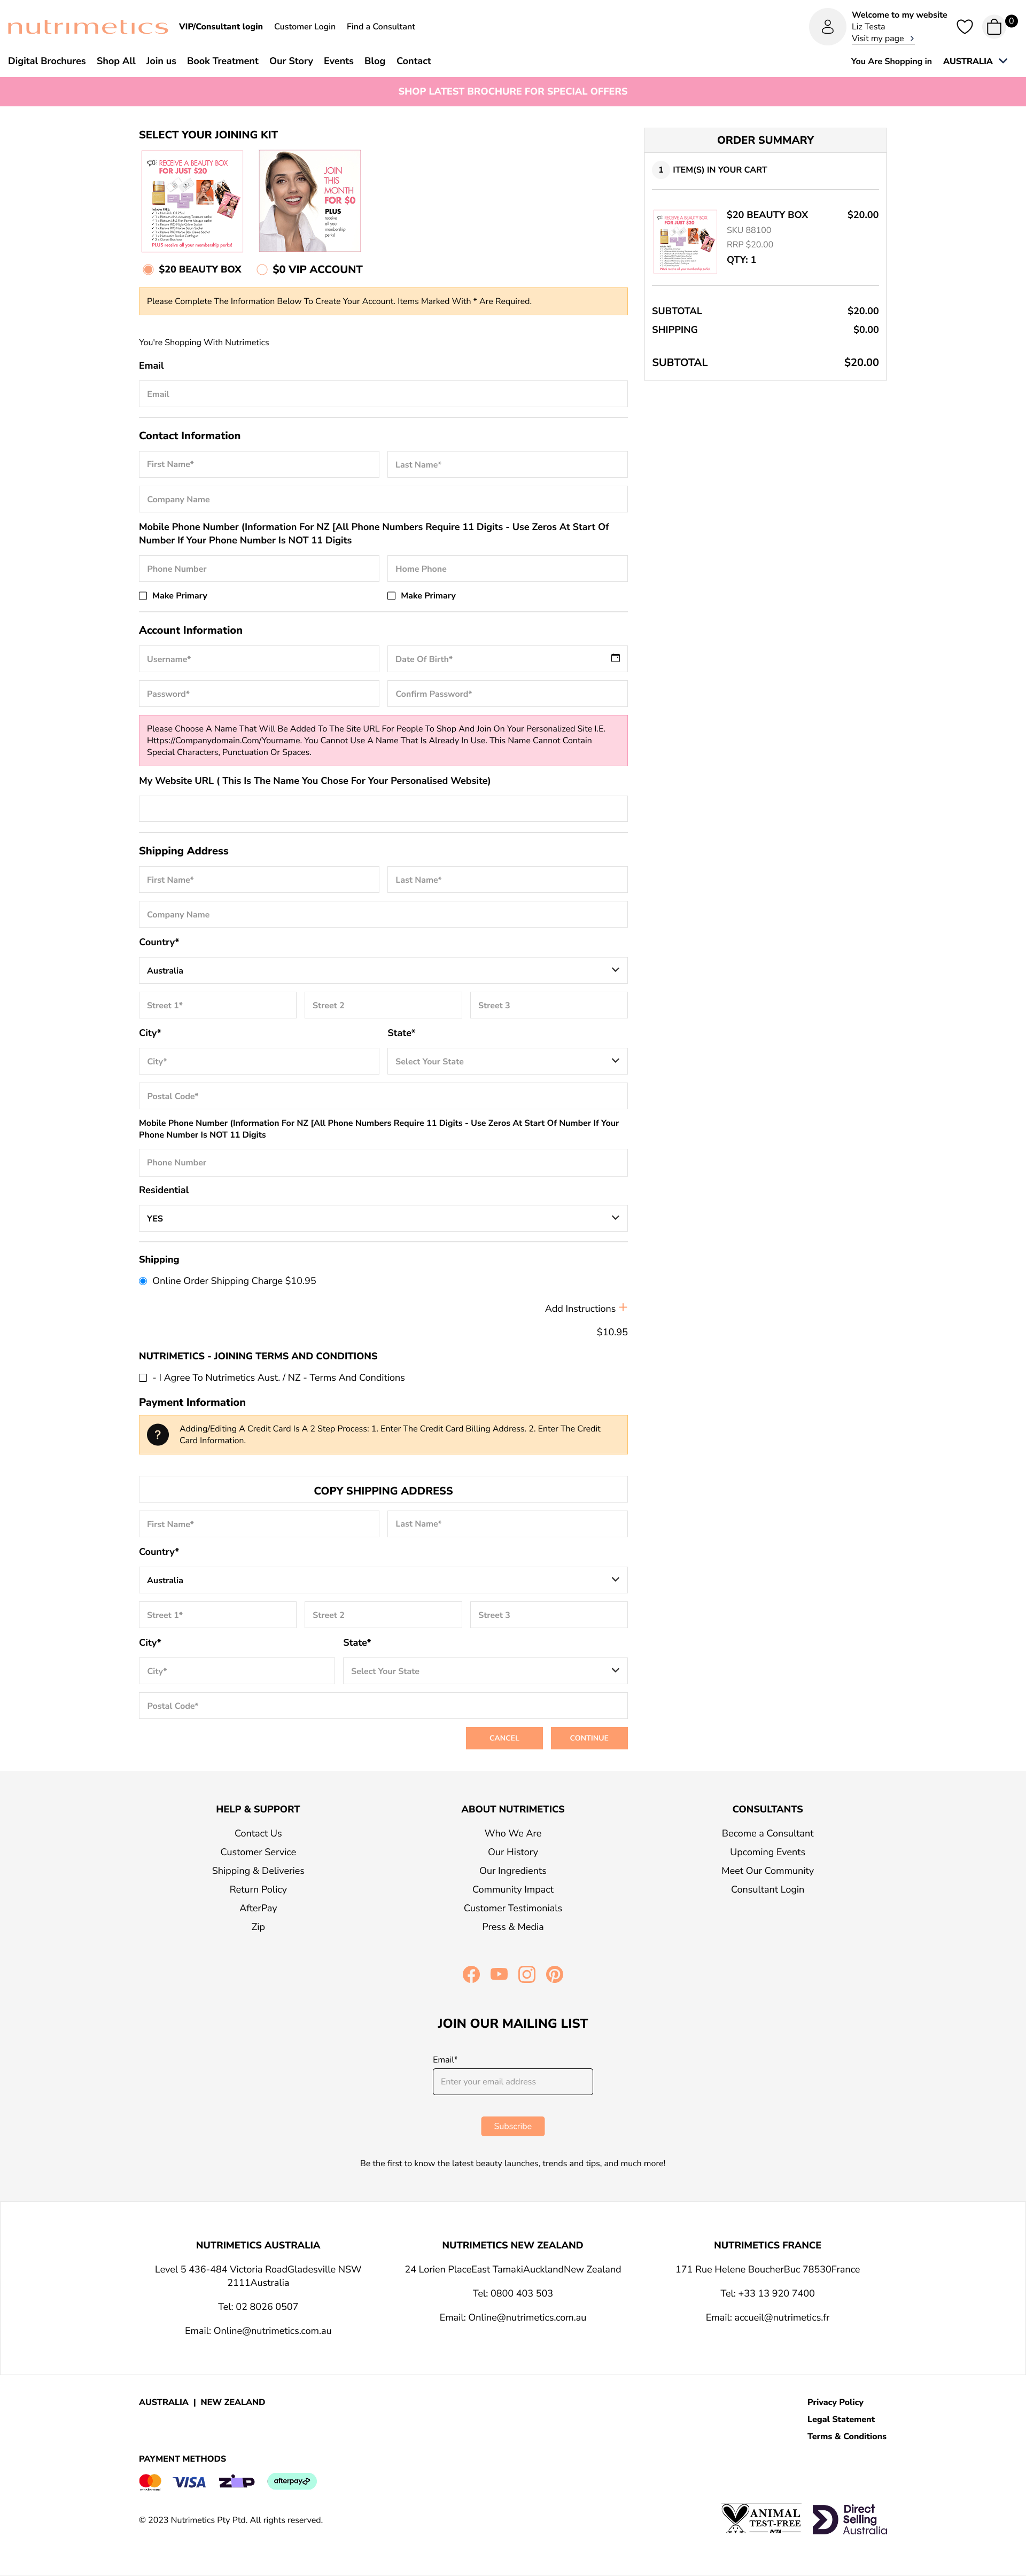 nutrimetics
VIP/Consultant login
Customer Login
Find a Consultant
Welcome to my website
Liz Testa
Visit my page >
0
Digital Brochures
Shop All
Join us
Book Treatment
Our Story
Events
Blog
Contact
You Are Shopping in
AUSTRALIA
SHOP LATEST BROCHURE FOR SPECIAL OFFERS
SELECT YOUR JOINING KIT
RECEIVE A BEAUTY BOX
FOR JUST $20
PLUS receive all your membership perks!
JOIN
THIS
MONTH
FOR $0
PLUS
receive
all your
membership
perks!
$20 BEAUTY BOX
$0 VIP ACCOUNT
Please Complete The Information Below To Create Your Account. Items Marked With * Are Required.
You're Shopping With Nutrimetics
Email
Email
Contact Information
First Name*
Last Name*
Company Name
Mobile Phone Number (Information For NZ [All Phone Numbers Require 11 Digits - Use Zeros At Start Of
Number If Your Phone Number Is NOT 11 Digits
Phone Number
Home Phone
Make Primary
Make Primary
Account Information
Username*
Date Of Birth*
Password*
Confirm Password*
Please Choose A Name That Will Be Added To The Site URL For People To Shop And Join On Your Personalized Site I.E.
Https://Companydomain.Com/Yourname. You Cannot Use A Name That Is Already In Use. This Name Cannot Contain
Special Characters, Punctuation Or Spaces.
My Website URL ( This Is The Name You Chose For Your Personalised Website)
Shipping Address
First Name*
Last Name*
Company Name
Country*
Australia
Street 1*
Street 2
Street 3
City*
State*
City*
Select Your State
Postal Code*
Mobile Phone Number (Information For NZ [All Phone Numbers Require 11 Digits - Use Zeros At Start Of Number If Your
Phone Number Is NOT 11 Digits
Phone Number
Residential
YES
Shipping
Online Order Shipping Charge $10.95
Add Instructions +
$10.95
NUTRIMETICS - JOINING TERMS AND CONDITIONS
- I Agree To Nutrimetics Aust. / NZ - Terms And Conditions
Payment Information
?
Adding/Editing A Credit Card Is A 2 Step Process: 1. Enter The Credit Card Billing Address. 2. Enter The Credit
Card Information.
COPY SHIPPING ADDRESS
First Name*
Last Name*
Country*
Australia
Street 1*
Street 2
Street 3
City*
State*
City*
Select Your State
Postal Code*
CANCEL
CONTINUE
ORDER SUMMARY
1 ITEM(S) IN YOUR CART
RECEIVE A BEAUTY BOX
FOR JUST $20
$20 BEAUTY BOX
$20.00
SKU 88100
RRP $20.00
QTY: 1
SUBTOTAL
$20.00
SHIPPING
$0.00
SUBTOTAL
$20.00
HELP & SUPPORT
Contact Us
Customer Service
Shipping & Deliveries
Return Policy
AfterPay
Zip
ABOUT NUTRIMETICS
Who We Are
Our History
Our Ingredients
Community Impact
Customer Testimonials
Press & Media
CONSULTANTS
Become a Consultant
Upcoming Events
Meet Our Community
Consultant Login
JOIN OUR MAILING LIST
Email*
Enter your email address
Subscribe
Be the first to know the latest beauty launches, trends and tips, and much more!
NUTRIMETICS AUSTRALIA
Level 5 436-484 Victoria RoadGladesville NSW
2111Australia
Tel: 02 8026 0507
Email: Online@nutrimetics.com.au
NUTRIMETICS NEW ZEALAND
24 Lorien PlaceEast TamakiAucklandNew Zealand
Tel: 0800 403 503
Email: Online@nutrimetics.com.au
NUTRIMETICS FRANCE
171 Rue Helene BoucherBuc 78530France
Tel: +33 13 920 7400
Email: accueil@nutrimetics.fr
AUSTRALIA | NEW ZEALAND
Privacy Policy
Legal Statement
Terms & Conditions
PAYMENT METHODS
VISA
ZIP
afterpay
© 2023 Nutrimetics Pty Ptd. All rights reserved.
ANIMAL
TEST-FREE
PETA
Direct
Selling
Australia